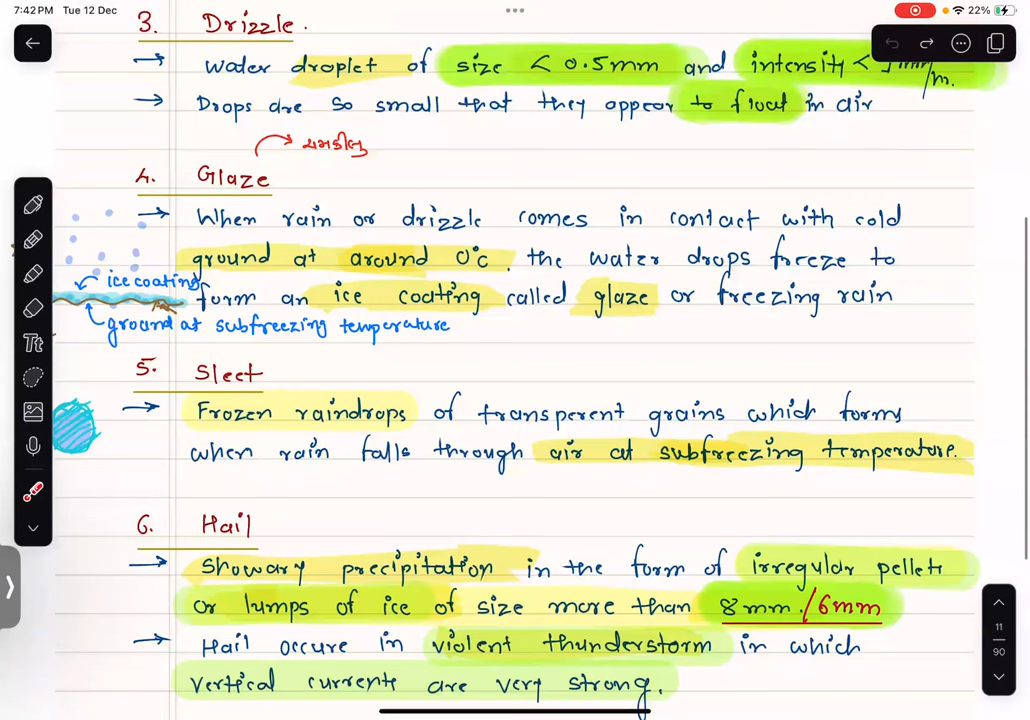 7:42 PM Tue 12 Dec
22%
3. Drizzle.
→ Water droplet of size < 0.5mm and intensity < 1mm/m.
→ Drops are so small that they appear to float in air
4. Glaze
→ When rain or drizzle comes in contact with cold
ground at around 0°c, the water drops freeze to
ice coating
form an ice coating called glaze or freezing rain
ground at subfreezing temperature
Tt
5. Sleet
→ Frozen raindrops of transperent grains which forms
when rain falls through air at subfreezing temperature.
6. Hail
→ Showary precipitation in the form of irregular pellets
or lumps of ice of size more than 8mm./6mm
11
→ Hail occure in violent thunderstorm in which
90
vertical currents are very strong.